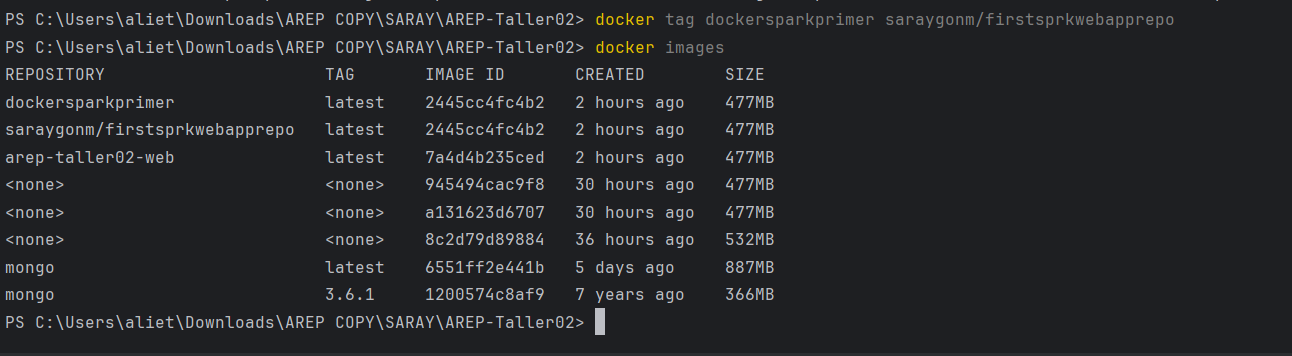 PS C:\Users\aliet\Downloads\AREP COPY\SARAY\AREP-Taller02> docker tag dockersparkprimer saraygonm/firstsprkwebapprepo
PS C:\Users\aliet\Downloads\AREP COPY\SARAY\AREP-Taller02> docker images
REPOSITORY TAG IMAGE ID CREATED SIZE
dockersparkprimer latest 2445cc4fc4b2 2 hours ago 477MB
saraygonm/firstsprkwebapprepo latest 2445cc4fc4b2 2 hours ago 477MB
arep-taller02-web latest 7a4d4b235ced 2 hours ago 477MB
<none> <none> 945494cac9f8 30 hours ago 477MB
<none> <none> a131623d6707 30 hours ago 477MB
<none> <none> 8c2d79d89884 36 hours ago 532MB
mongo latest 6551ff2e441b 5 days ago 887MB
mongo 3.6.1 1200574c8af9 7 years ago 366MB
PS C:\Users\aliet\Downloads\AREP COPY\SARAY\AREP-Taller02>